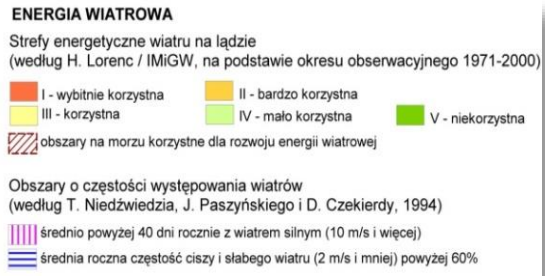 ENERGIA WIATROWA
Strefy energetyczne wiatru na lądzie
(według H. Lorenc / IMiGW, na podstawie okresu obserwacyjnego 1971-2000)
I - wybitnie korzystna
II - bardzo korzystna
III - korzystna
IV - mało korzystna
V - niekorzystna
obszary na morzu korzystne dla rozwoju energii wiatrowej
Obszary o częstości występowania wiatrów
(według T. Niedźwiedzia, J. Paszyńskiego i D. Czekierdy, 1994)
średnio powyżej 40 dni rocznie z wiatrem silnym (10 m/s i więcej)
średnia roczna częstość ciszy i słabego wiatru (2 m/s i mniej) powyżej 60%